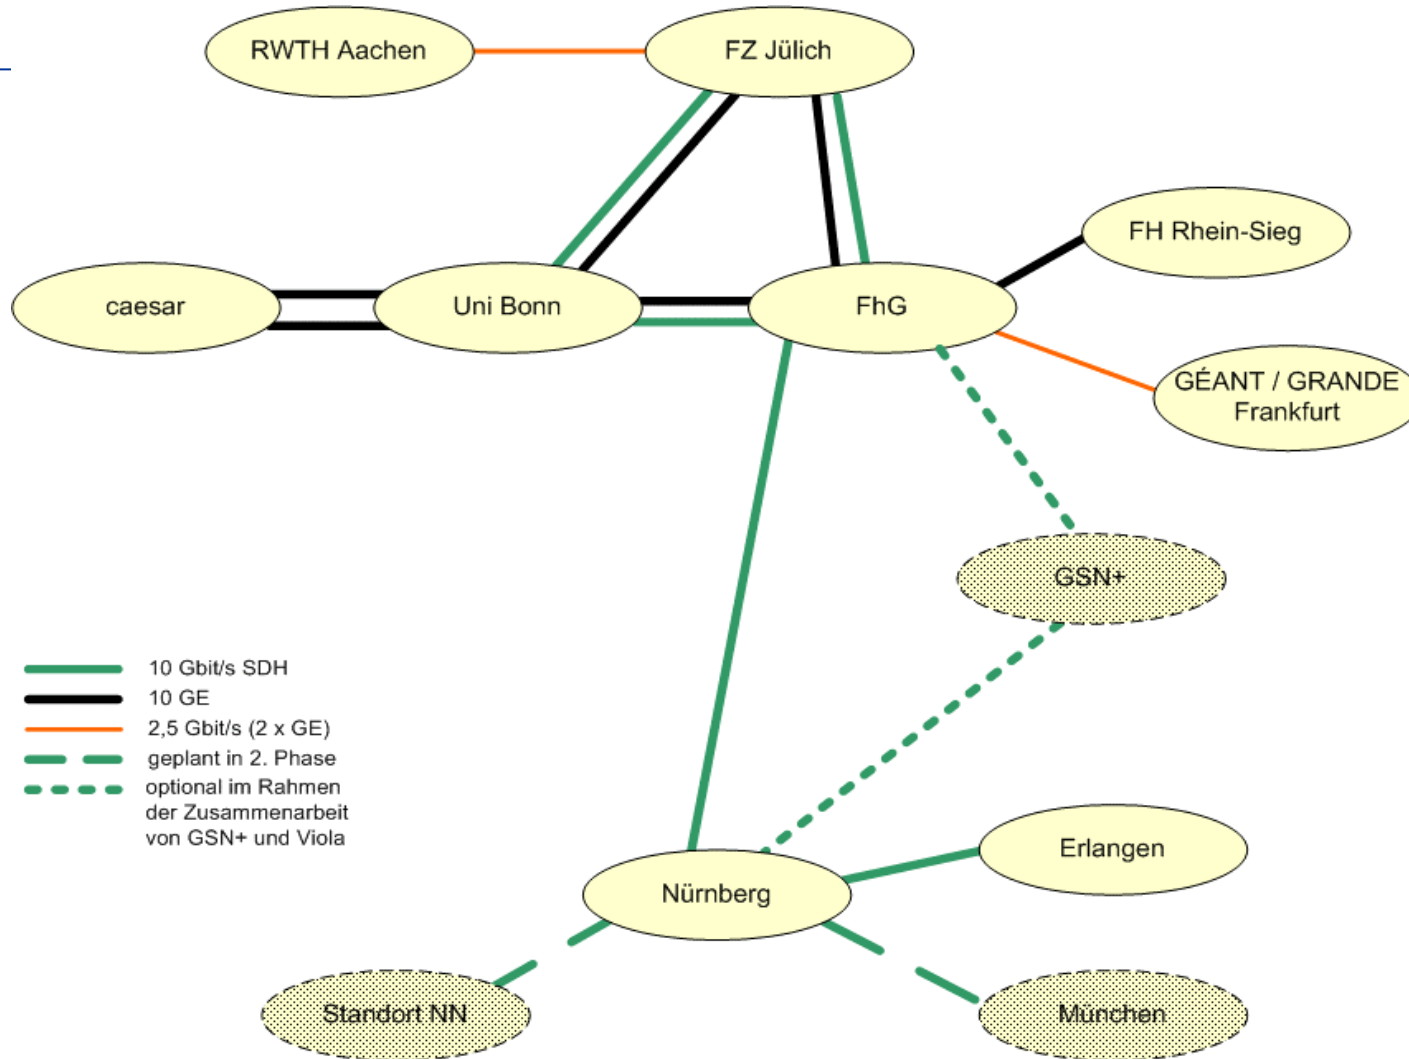 RWTH Aachen
FZ Jülich
FH Rhein-Sieg
caesar
Uni Bonn
FhG
GÉANT / GRANDE
Frankfurt
GSN+
10 Gbit/s SDH
10 GE
2,5 Gbit/s (2 x GE)
geplant in 2. Phase
optional im Rahmen
der Zusammenarbeit
von GSN+ und Viola
Erlangen
Nürnberg
Standort NN
München